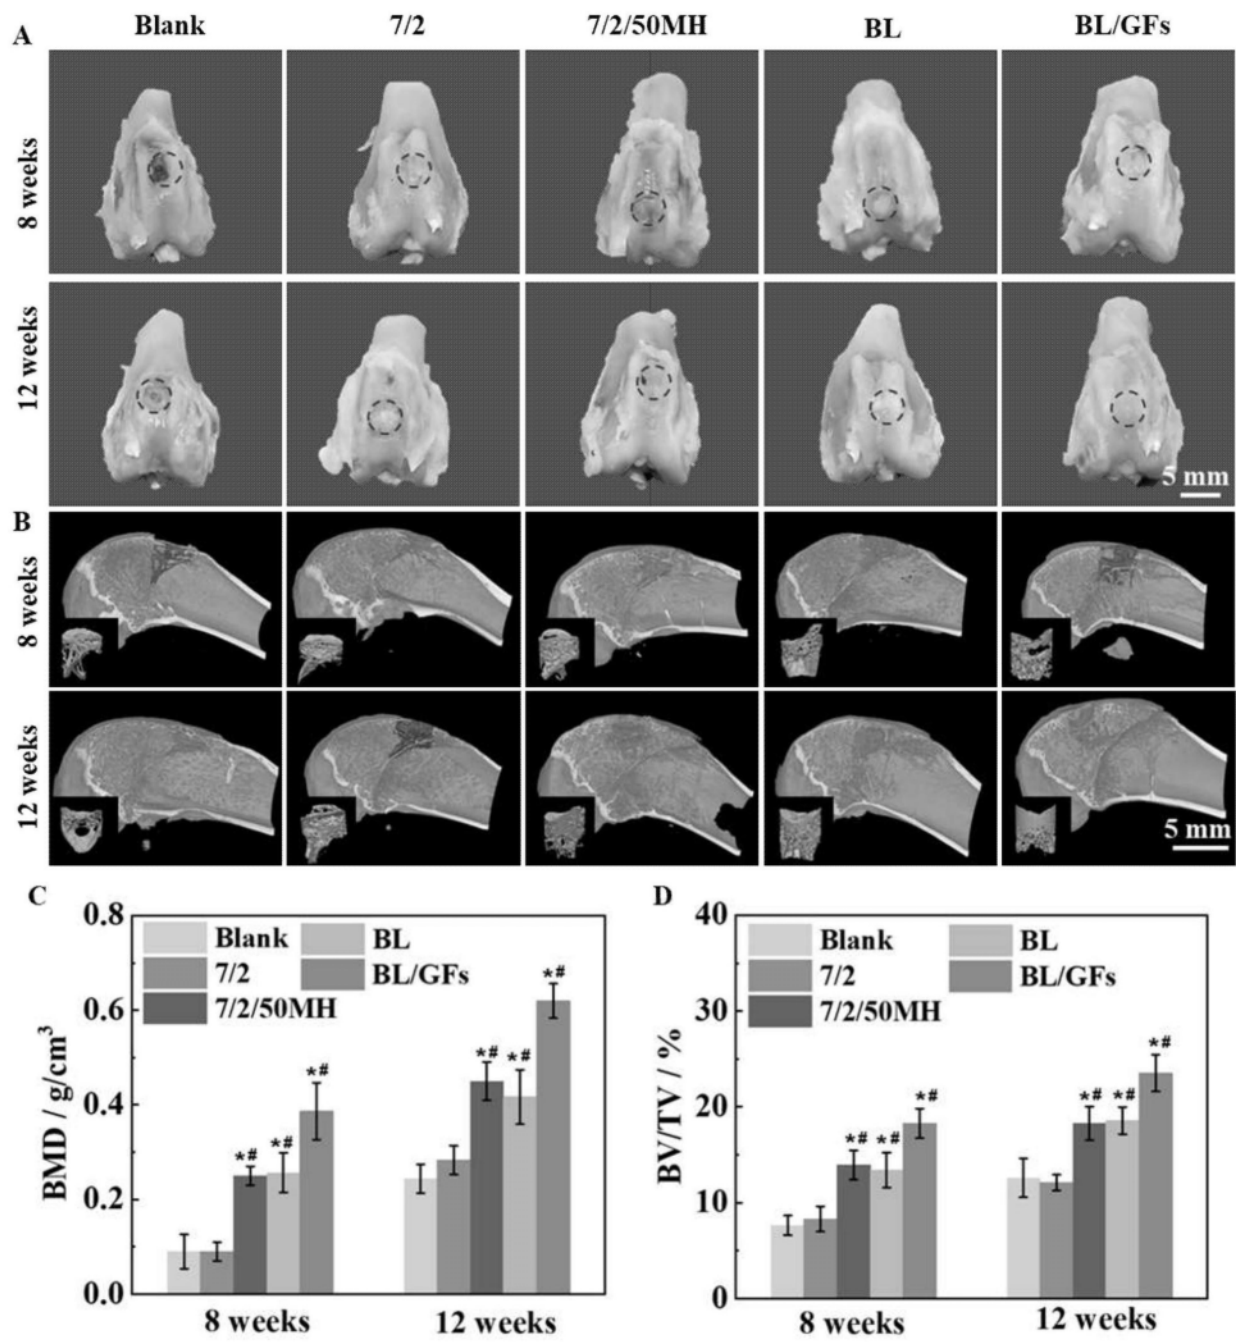 Blank 7/2 7/2/50MH BL BL/GFs
A
8 weeks
12 weeks
5 mm
B
8 weeks
12 weeks
5 mm
C
0.8
0.6
0.4
0.2
0.0
BMD / g/cm³
Blank
7/2
7/2/50MH
BL
BL/GFs
*# *# *#
*# *# *#
8 weeks 12 weeks
D
40
30
20
10
0
BV/TV / %
Blank
7/2
7/2/50MH
BL
BL/GFs
*# *# *#
*# *# *#
8 weeks 12 weeks